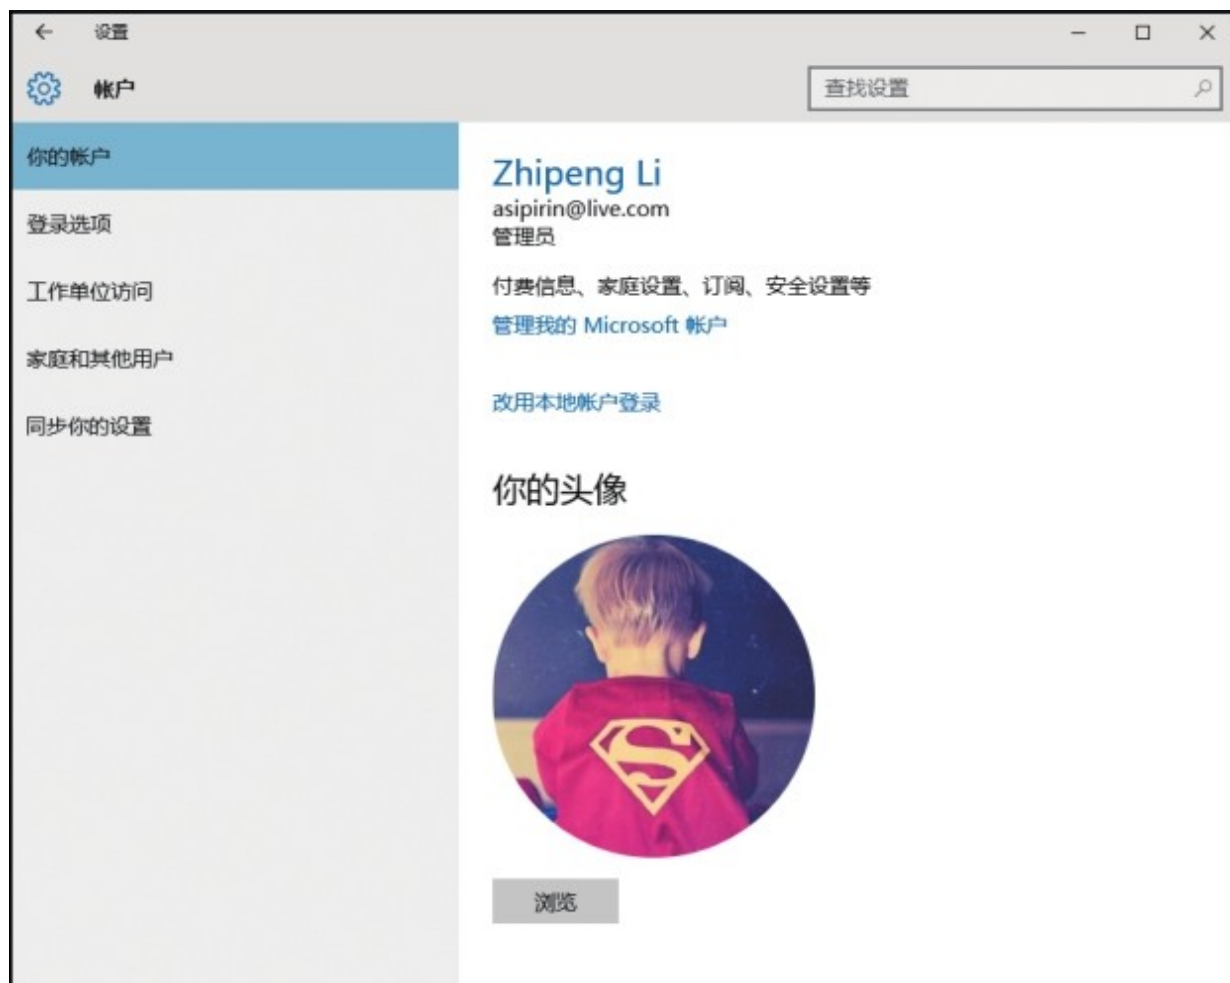 设置
帐户
查找设置
你的帐户
登录选项
工作单位访问
家庭和其他用户
同步你的设置
Zhipeng Li
asipirin@live.com
管理员
付费信息、家庭设置、订阅、安全设置等
管理我的 Microsoft 帐户
改用本地帐户登录
你的头像
S
浏览